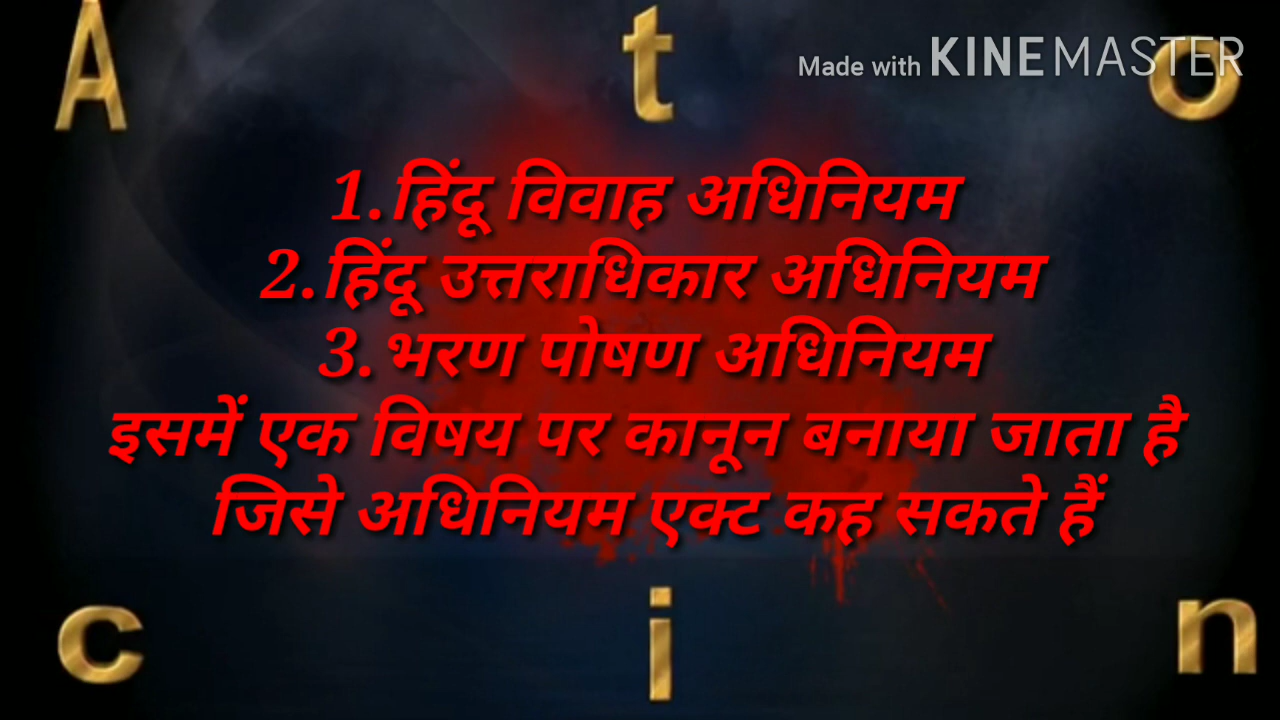 A t o
Made with KINEMASTER
1.हिंदू विवाह अधिनियम
2.हिंदू उत्तराधिकार अधिनियम
3.भरण पोषण अधिनियम
इसमें एक विषय पर कानून बनाया जाता है
जिसे अधिनियम एक्ट कह सकते हैं
c i n